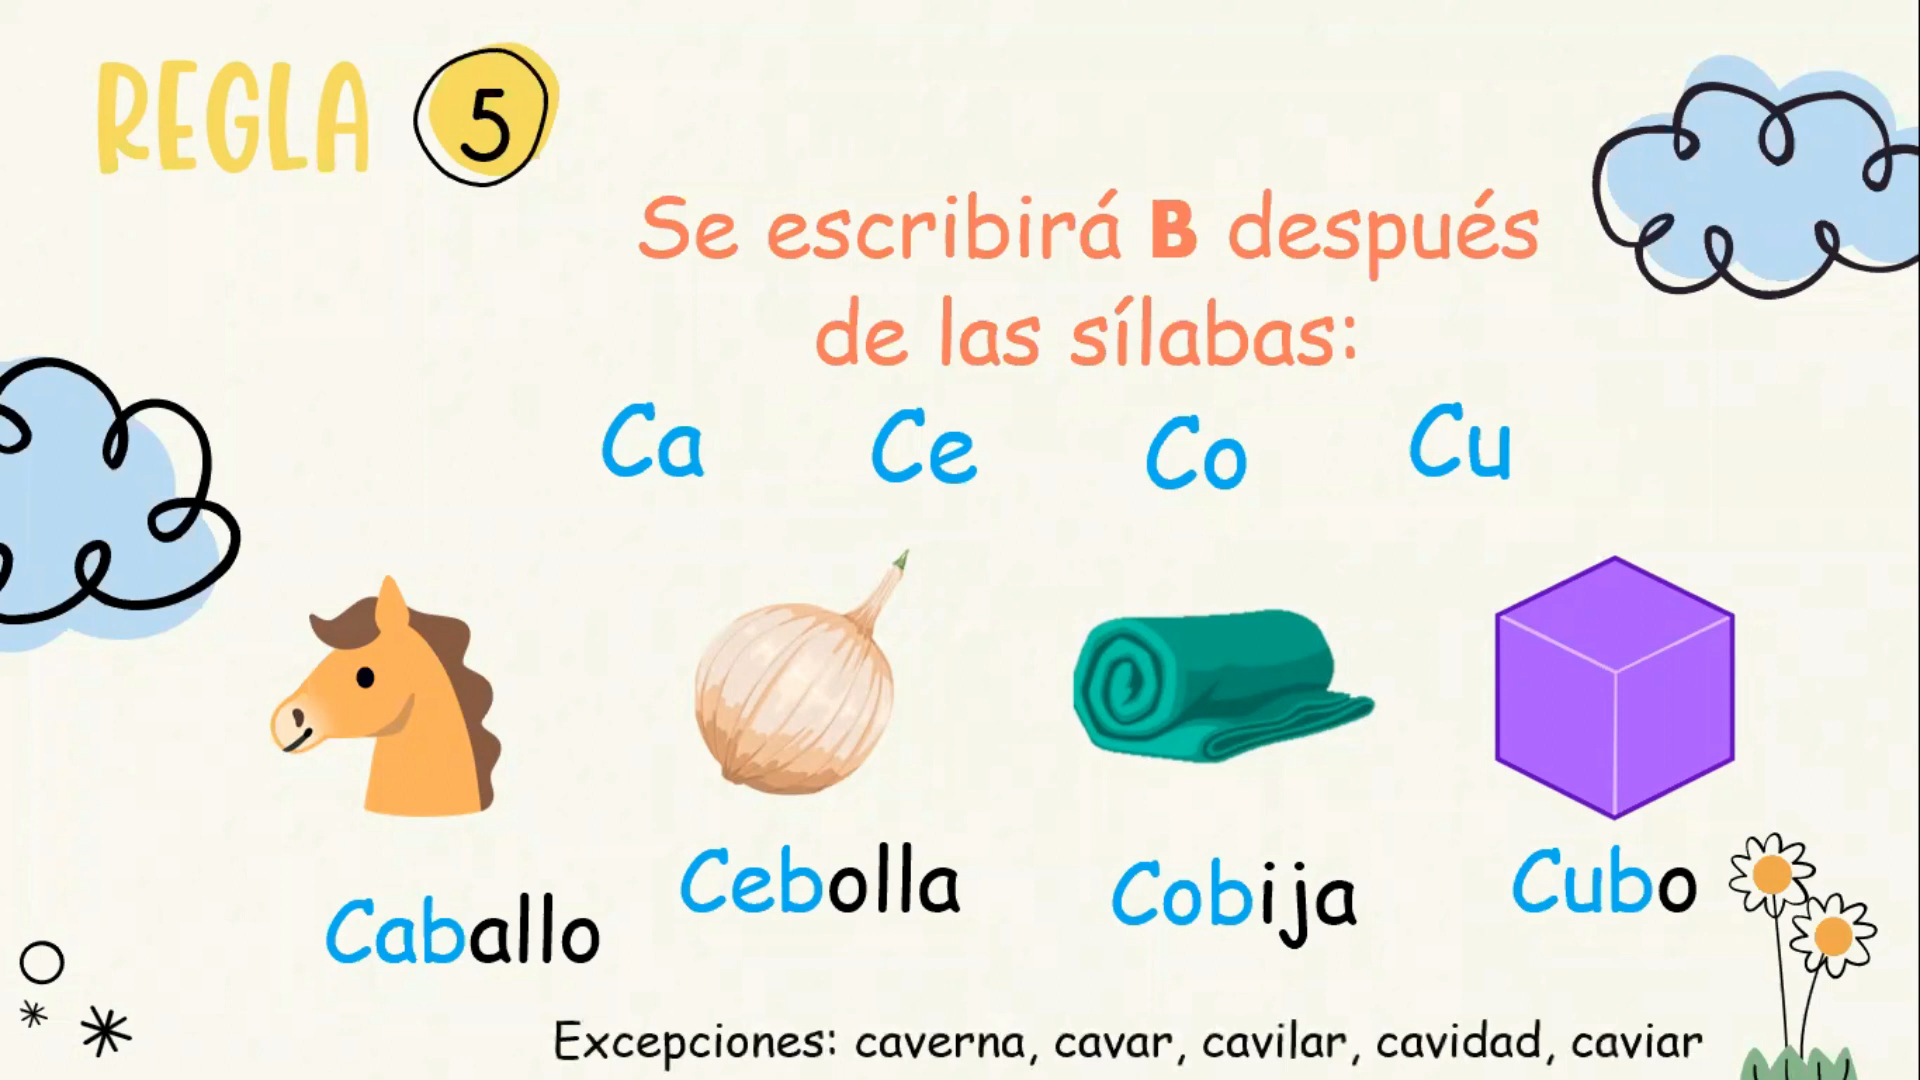 REGLA 5
Se escribirá B después
de las sílabas:
Ca Ce Co Cu
Caballo Cebolla Cobija Cubo
Excepciones: caverna, cavar, cavilar, cavidad, caviar